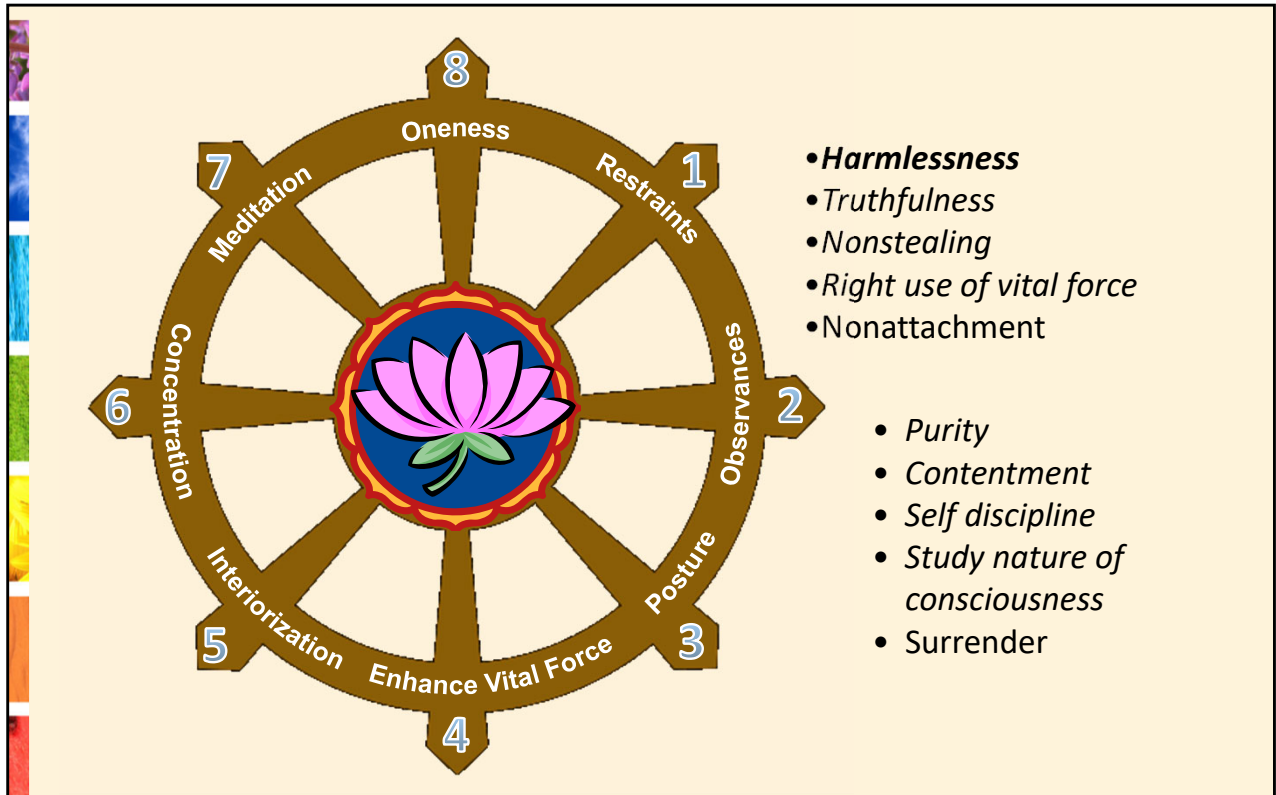 8
Oneness
1
Restraints
2
Observances
3
Posture
4
Enhance Vital Force
5
Interiorization
6
Concentration
7
Meditation
•Harmlessness
•Truthfulness
•Nonstealing
•Right use of vital force
•Nonattachment
• Purity
• Contentment
• Self discipline
• Study nature of
consciousness
• Surrender